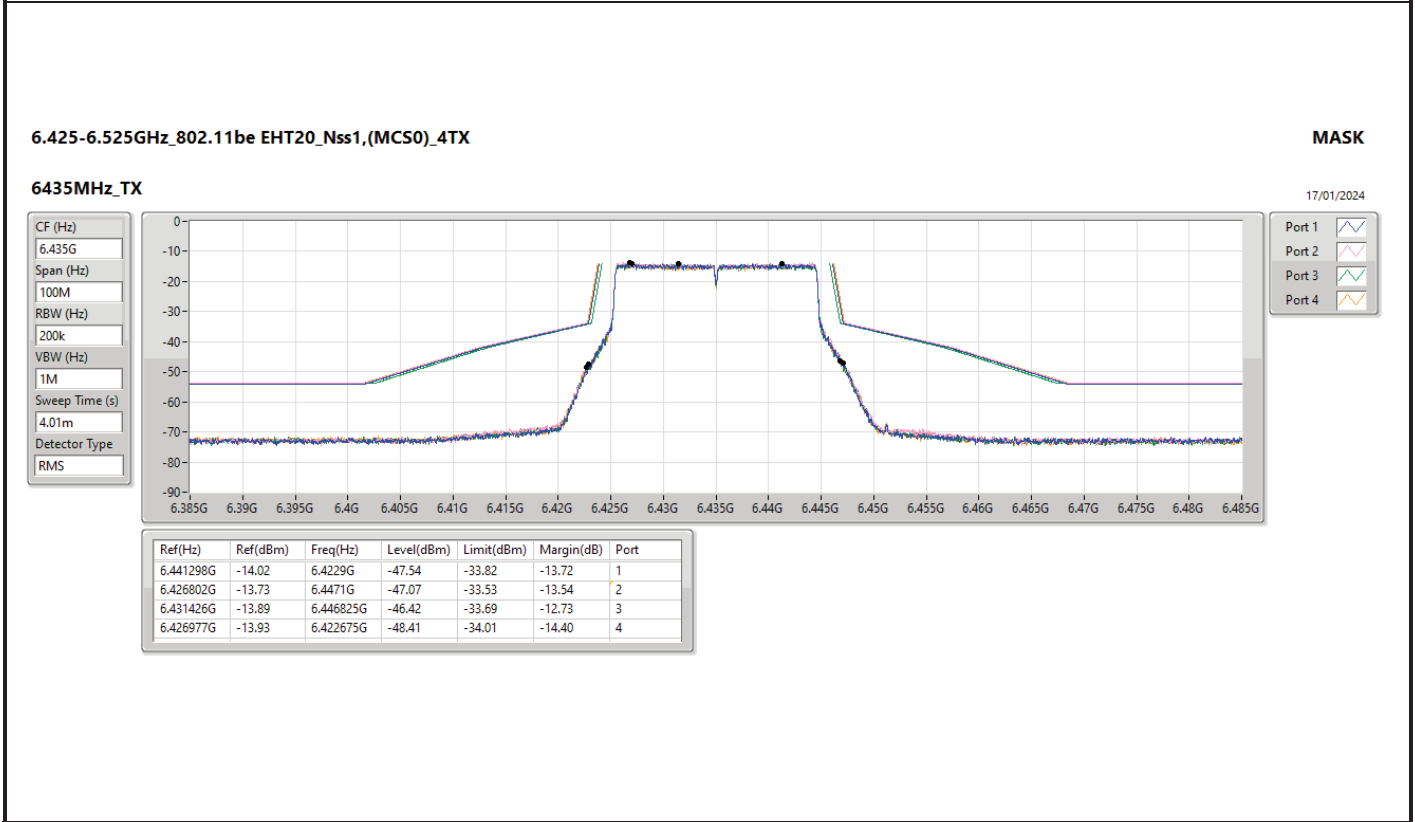 6.425-6.525GHz_802.11be EHT20_Nss1,(MCS0)_4TX
MASK
6435MHz_TX
17/01/2024
CF (Hz)
6.435G
Span (Hz)
100M
RBW (Hz)
200k
VBW (Hz)
1M
Sweep Time (s)
4.01m
Detector Type
RMS
0-
-10-
-20-
-30-
-40-
-50-
-60-
-70-
-80-
-90-
6.385G 6.39G 6.395G 6.4G 6.405G 6.41G 6.415G 6.42G 6.425G 6.43G 6.435G 6.44G 6.445G 6.45G 6.455G 6.46G 6.465G 6.47G 6.475G 6.48G 6.485G
Port 1
Port 2
Port 3
Port 4
Ref(Hz) Ref(dBm) Freq(Hz) Level(dBm) Limit(dBm) Margin(dB) Port
6.441298G -14.02 6.4229G -47.54 -33.82 -13.72 1
6.426802G -13.73 6.4471G -47.07 -33.53 -13.54 2
6.431426G -13.89 6.446825G -46.42 -33.69 -12.73 3
6.426977G -13.93 6.422675G -48.41 -34.01 -14.40 4